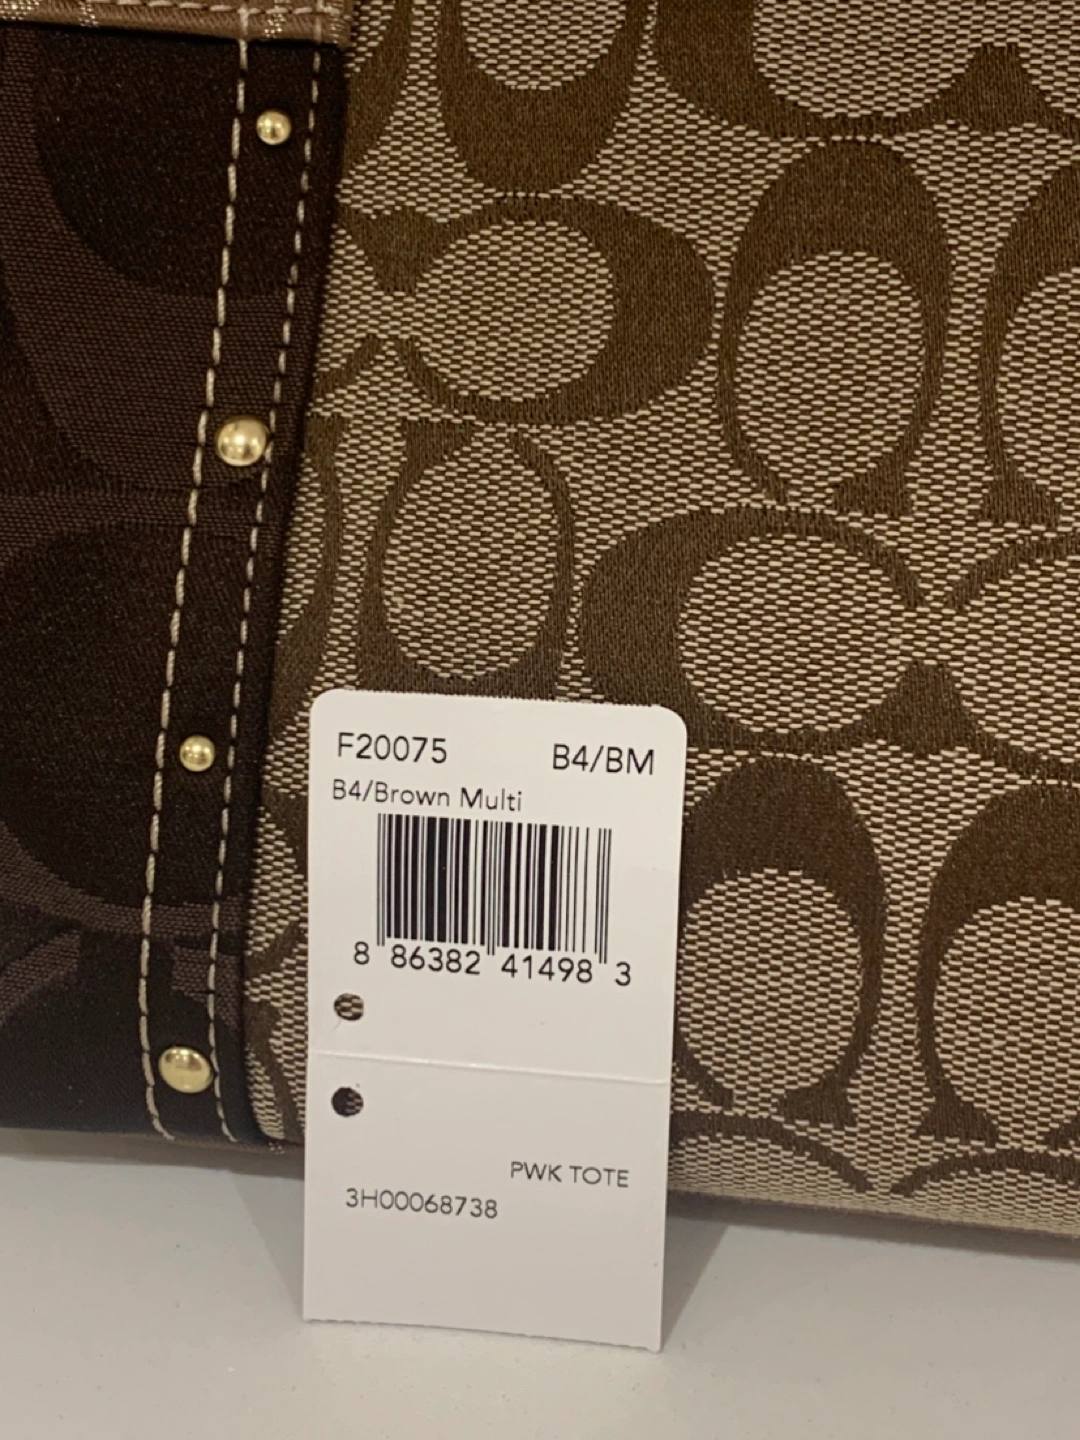 F20075 B4/BM
B4/Brown Multi
8 86382 41498 3
PWK TOTE
3H00068738